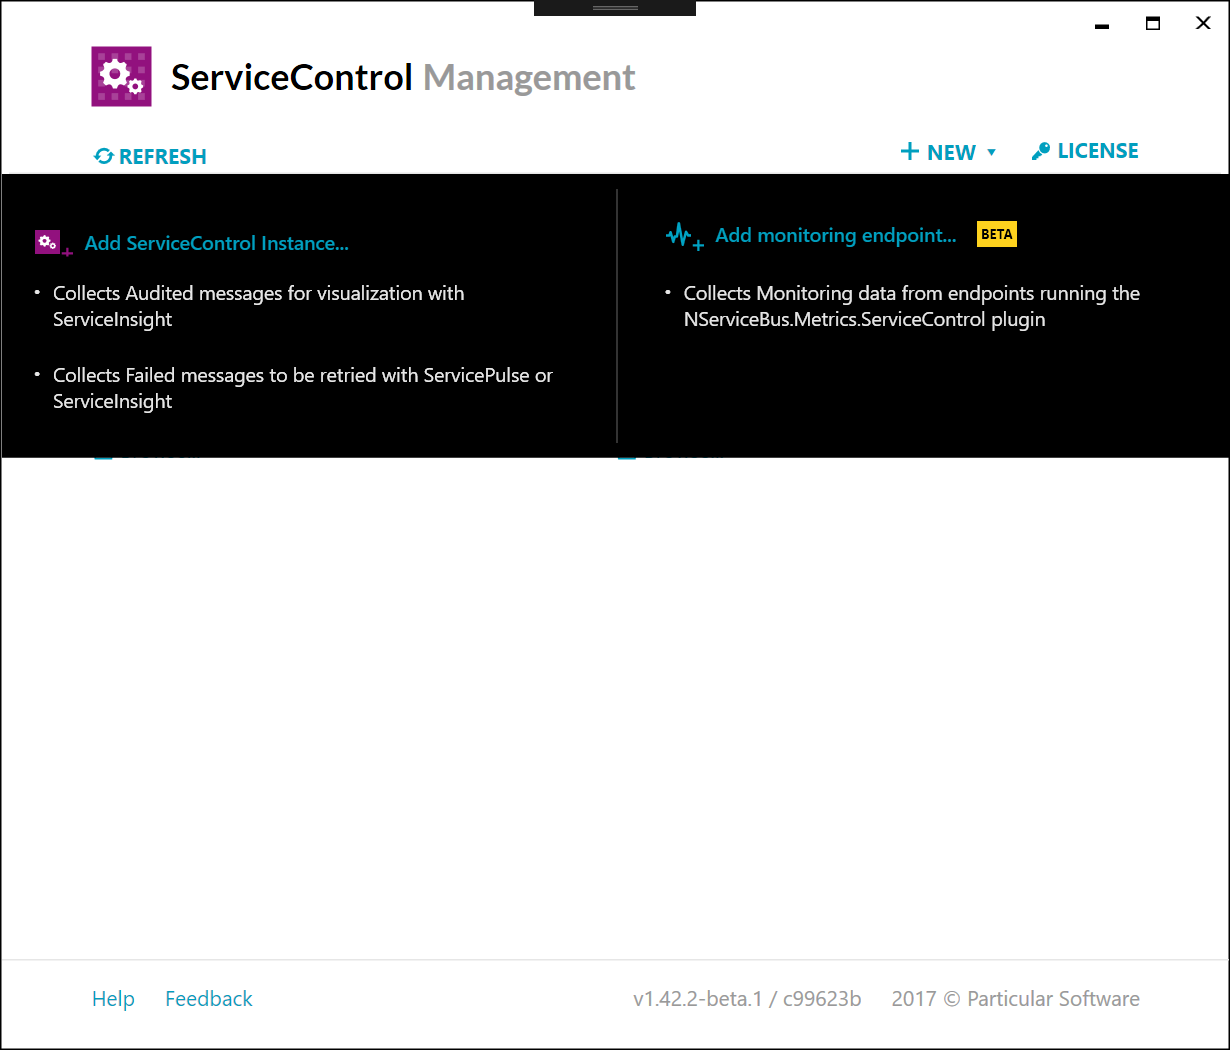 ServiceControl Management
REFRESH
NEW
LICENSE
Add ServiceControl Instance...
• Collects Audited messages for visualization with
ServiceInsight
• Collects Failed messages to be retried with ServicePulse or
ServiceInsight
Add monitoring endpoint... BETA
• Collects Monitoring data from endpoints running the
NServiceBus.Metrics.ServiceControl plugin
Help Feedback v1.42.2-beta.1 / c99623b 2017 © Particular Software